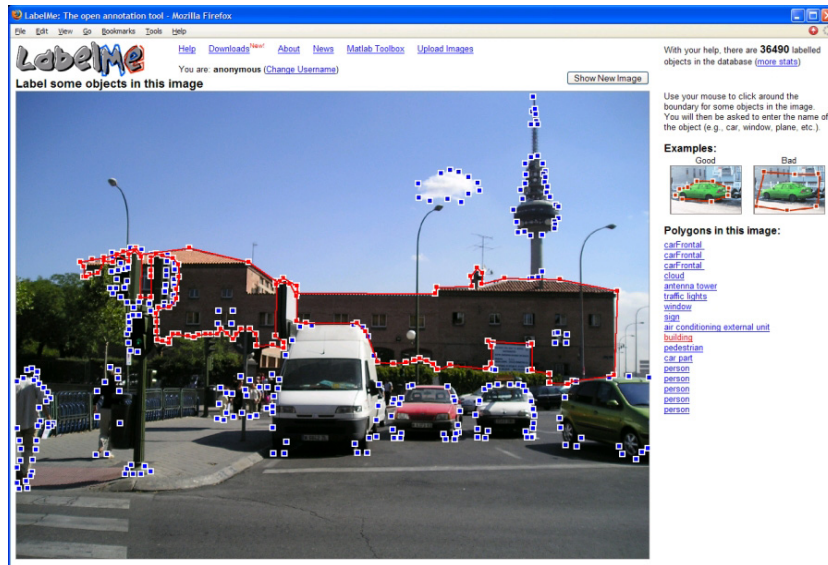 LabelMe: The open annotation tool - Mozilla Firefox
File Edit View Go Bookmarks Tools Help
LabelMe
Help Downloads New! About News Matlab Toolbox Upload Images
You are: anonymous (Change Username)
Label some objects in this image
Show New Image
With your help, there are 36490 labelled
objects in the database (more stats)
Use your mouse to click around the
boundary for some objects in the image.
You will then be asked to enter the name of
the object (e.g., car, window, plane, etc.).
Examples:
Good Bad
Polygons in this image:
carFrontal
carFrontal
carFrontal
cloud
antenna tower
traffic lights
window
sign
air conditioning external unit
building
pedestrian
car part
person
person
person
person
person